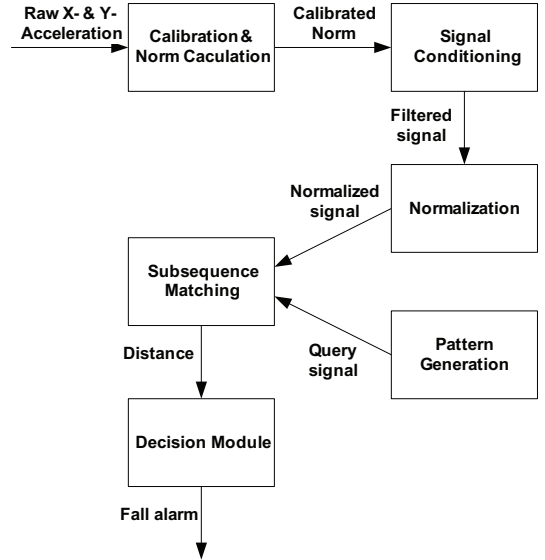 Raw X- & Y-
Acceleration
Calibration &
Norm Caculation
Calibrated
Norm
Signal
Conditioning
Filtered
signal
Normalization
Normalized
signal
Subsequence
Matching
Query
signal
Pattern
Generation
Distance
Decision Module
Fall alarm